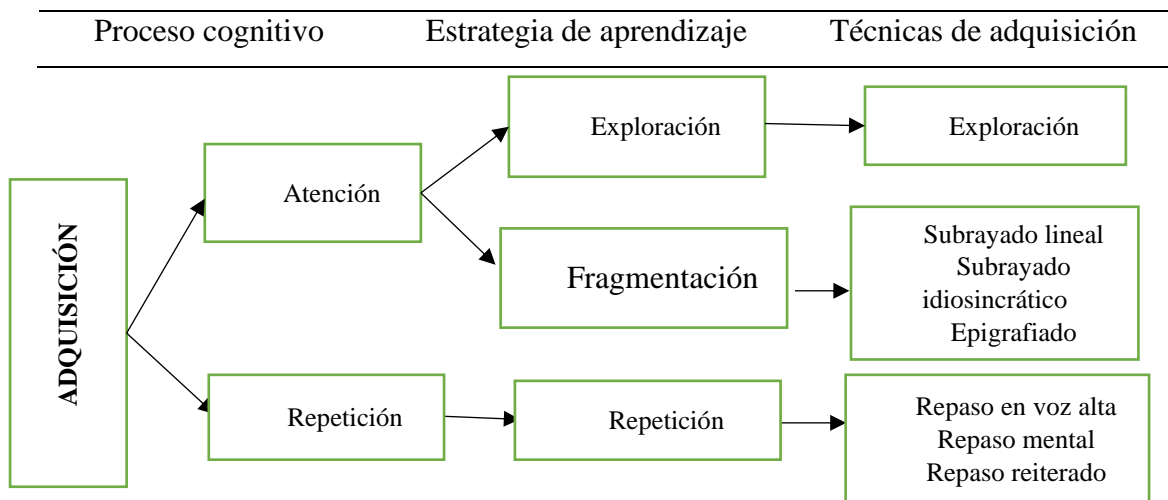 Proceso cognitivo Estrategia de aprendizaje Técnicas de adquisición
ADQUISICIÓN
Atención
Exploración
Exploración
Fragmentación
Subrayado lineal
Subrayado
idiosincrático
Epigrafiado
Repetición
Repetición
Repaso en voz alta
Repaso mental
Repaso reiterado